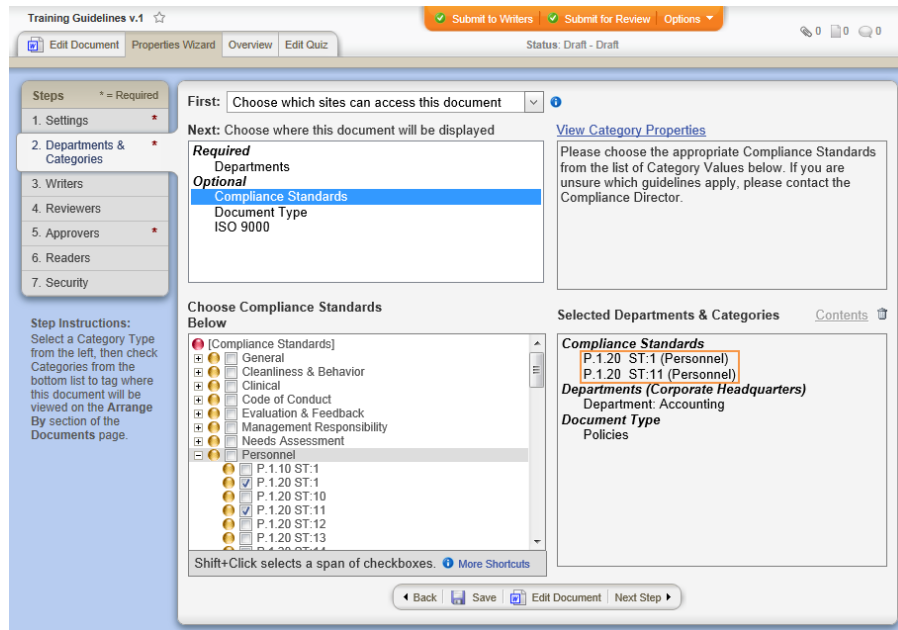 Training Guidelines v.1
Submit to Writers
Submit for Review
Options
0 0 0
Edit Document
Properties Wizard
Overview
Edit Quiz
Status: Draft - Draft
Steps * = Required
1. Settings *
2. Departments & *
Categories
3. Writers
4. Reviewers
5. Approvers *
6. Readers
7. Security
Step Instructions:
Select a Category Type
from the left, then check
Categories from the
bottom list to tag where
this document will be
viewed on the Arrange
By section of the
Documents page.
First: Choose which sites can access this document
Next: Choose where this document will be displayed
Required
Departments
Optional
Compliance Standards
Document Type
ISO 9000
View Category Properties
Please choose the appropriate Compliance Standards
from the list of Category Values below. If you are
unsure which guidelines apply, please contact the
Compliance Director.
Choose Compliance Standards
Below
[Compliance Standards]
General
Cleanliness & Behavior
Clinical
Code of Conduct
Evaluation & Feedback
Management Responsibility
Needs Assessment
Personnel
P.1.10 ST:1
P.1.20 ST:1
P.1.20 ST:10
P.1.20 ST:11
P.1.20 ST:12
P.1.20 ST:13
Shift+Click selects a span of checkboxes. More Shortcuts
Selected Departments & Categories
Contents
Compliance Standards
P.1.20 ST:1 (Personnel)
P.1.20 ST:11 (Personnel)
Departments (Corporate Headquarters)
Department: Accounting
Document Type
Policies
Back
Save
Edit Document
Next Step